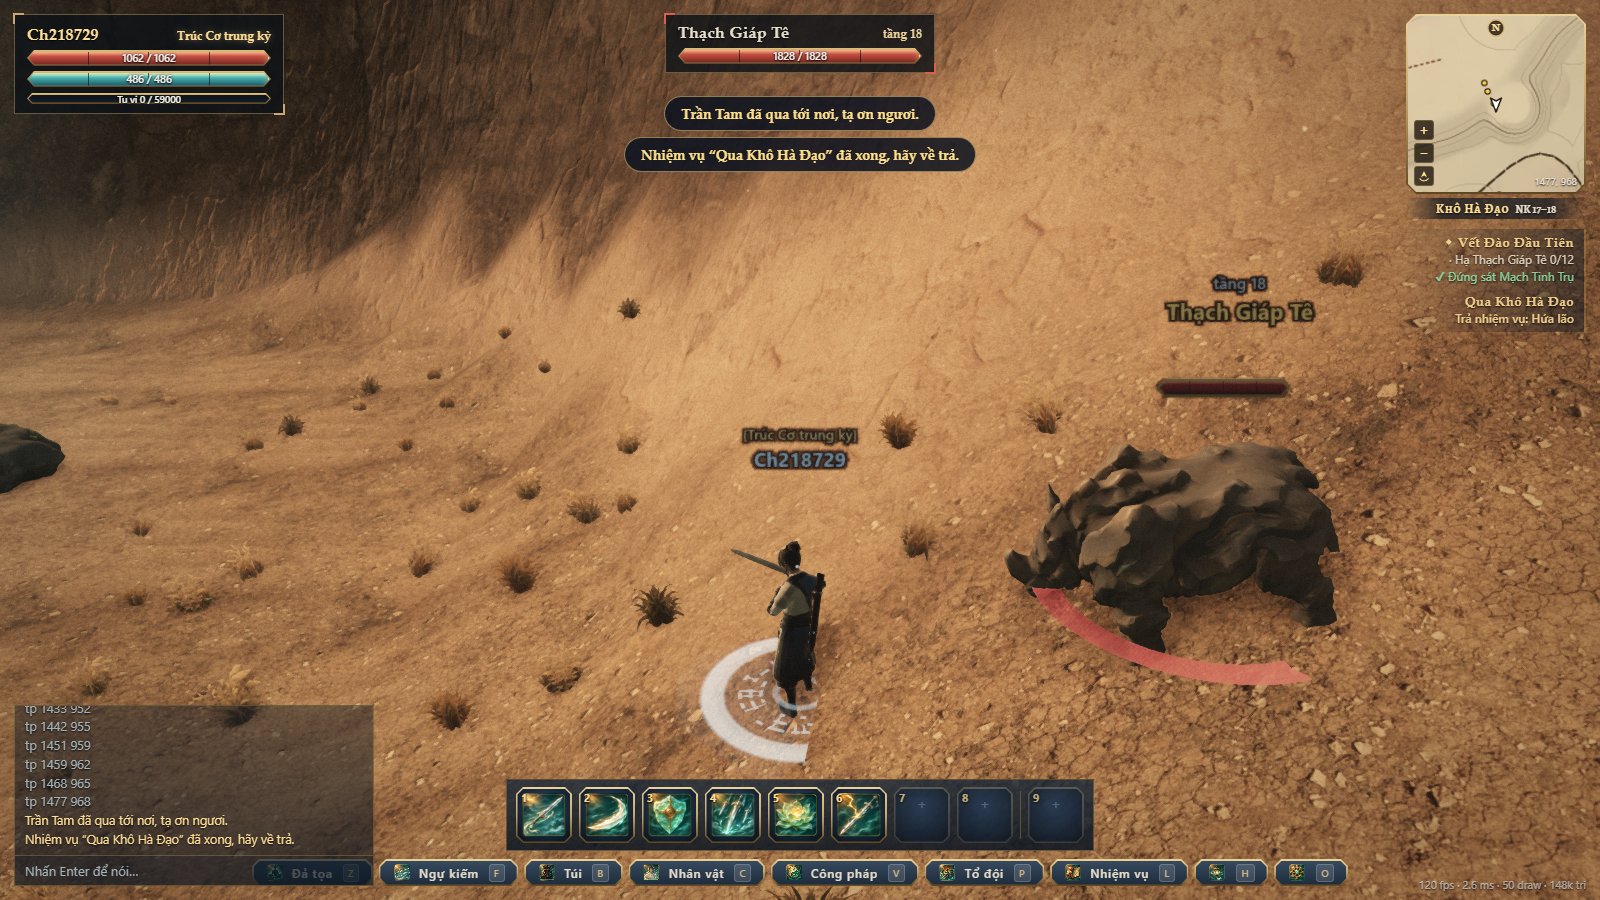 Ch218729
Trúc Cơ trung kỳ
1062 / 1062
486 / 486
Tu vi 0 / 59000
Thạch Giáp Tê
tầng 18
1828 / 1828
Trần Tam đã qua tới nơi, tạ ơn ngươi.
Nhiệm vụ “Qua Khô Hà Đạo” đã xong, hãy về trả.
N
+
−
1477, 968
Khô Hà Đạo NK 17–18
Vết Đào Đầu Tiên
· Hạ Thạch Giáp Tê 0/12
✓ Đứng sát Mạch Tinh Trụ
Qua Khô Hà Đạo
Trả nhiệm vụ: Hứa lão
tầng 18
Thạch Giáp Tê
[Trúc Cơ trung kỳ]
Ch218729
tp 1433 952
tp 1442 955
tp 1451 959
tp 1459 962
tp 1468 965
tp 1477 968
Trần Tam đã qua tới nơi, tạ ơn ngươi.
Nhiệm vụ “Qua Khô Hà Đạo” đã xong, hãy về trả.
Nhấn Enter để nói...
1 2 3 4 5 6 7 8 9
Đả tọa Z
Ngự kiếm F
Túi B
Nhân vật C
Công pháp V
Tổ đội P
Nhiệm vụ L
H
O
120 fps · 2.6 ms · 50 draw · 148k tri